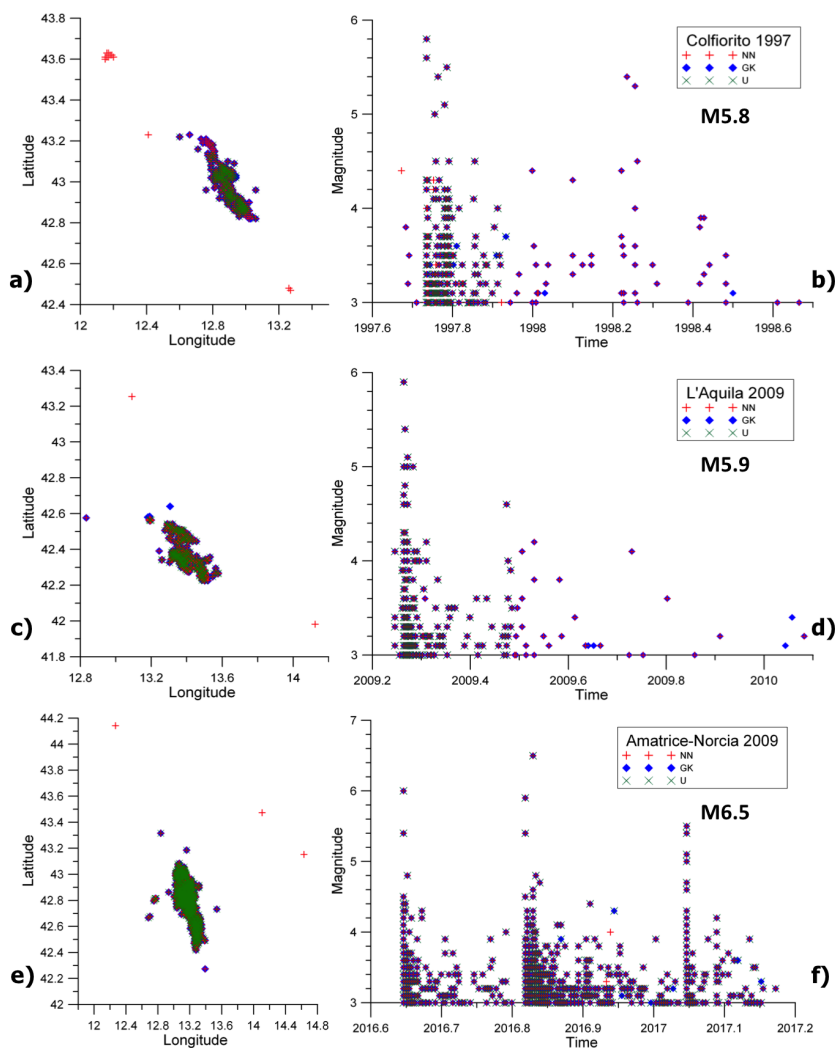 43.8
43.6
43.4
43.2
43
42.8
42.6
42.4
12 12.4 12.8 13.2
Latitude
Longitude
a)
6
5
4
3
1997.6 1997.8 1998 1998.2 1998.4 1998.6
Magnitude
Time
Colfiorito 1997
NN
GK
U
M5.8
b)
43.4
43.2
43
42.8
42.6
42.4
42.2
42
41.8
12.8 13.2 13.6 14
Latitude
Longitude
c)
6
5
4
3
2009.2 2009.4 2009.6 2009.8 2010
Magnitude
Time
L'Aquila 2009
NN
GK
U
M5.9
d)
44.2
44
43.8
43.6
43.4
43.2
43
42.8
42.6
42.4
42.2
42
12 12.4 12.8 13.2 13.6 14 14.4 14.8
Latitude
Longitude
e)
7
6
5
4
3
2016.6 2016.7 2016.8 2016.9 2017 2017.1 2017.2
Magnitude
Time
Amatrice-Norcia 2009
NN
GK
U
M6.5
f)